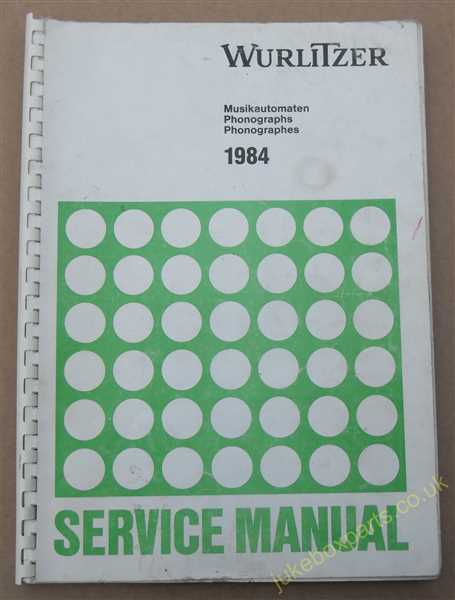 WURLITZER
Musikautomaten
Phonographs
Phonographes
1984
SERVICE MANUAL
jukeboxparts.co.uk